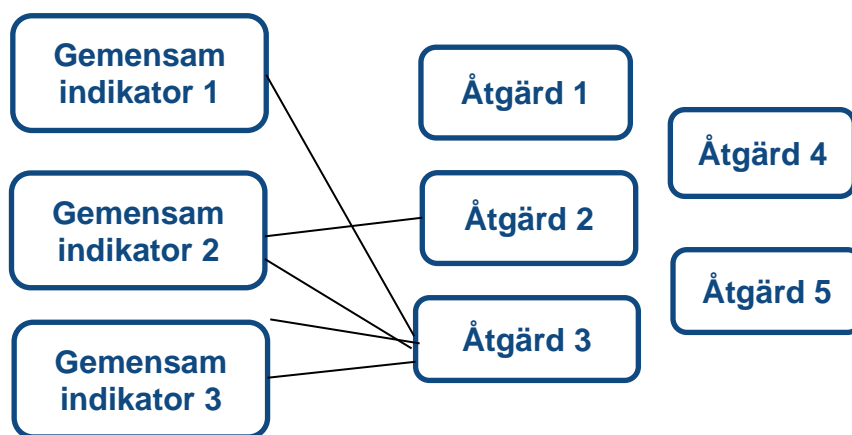 Gemensam
indikator 1
Gemensam
indikator 2
Gemensam
indikator 3
Åtgärd 1
Åtgärd 2
Åtgärd 3
Åtgärd 4
Åtgärd 5